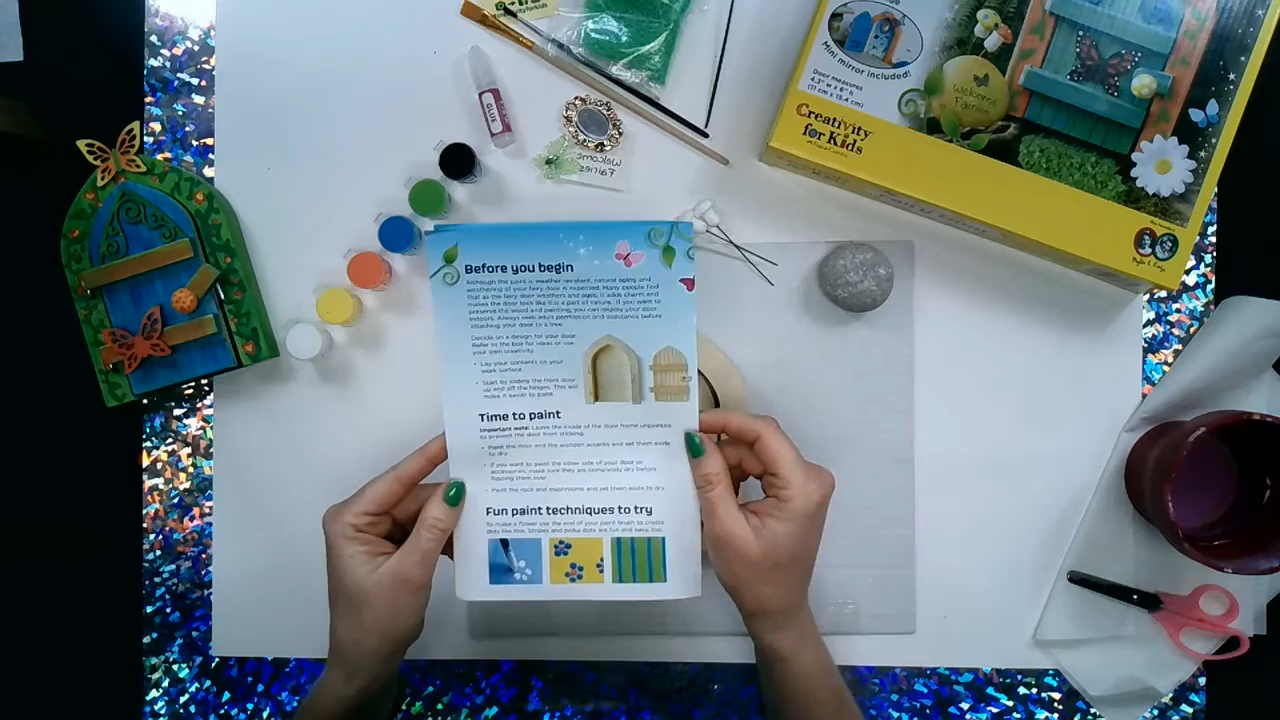 Mini mirror included!
Door measures
4.3" w x 6" h
(11 cm x 15.4 cm)
Welcome
Fairies
Creativity
for Kids
GLUE
Welcome
Fairies
Before you begin
Although the paint is weather resistant, natural aging and
weathering of your fairy door is expected. Many people find
that as the fairy door weathers and ages, it adds charm and
makes the door look like it is a part of nature. If you want to
preserve the wood and painting, you can display your door
indoors. Always seek adult permission and assistance before
attaching your door to a tree.
Decide on a design for your door.
Refer to the box for ideas or use
your own creativity.
• Lay your contents on your
work surface.
• Start by sliding the front door
up and off the hinges. This will
make it easier to paint.
Time to paint
Important note: Leave the inside of the door frame unpainted
to prevent the door from sticking.
• Paint the door and the wooden accents and set them aside
to dry.
• If you want to paint the other side of your door or
accessories, make sure they are completely dry before
flipping them over.
• Paint the rock and mushrooms and set them aside to dry.
Fun paint techniques to try
To make a flower use the end of your paint brush to create
dots like this. Stripes and polka dots are fun and easy, too.